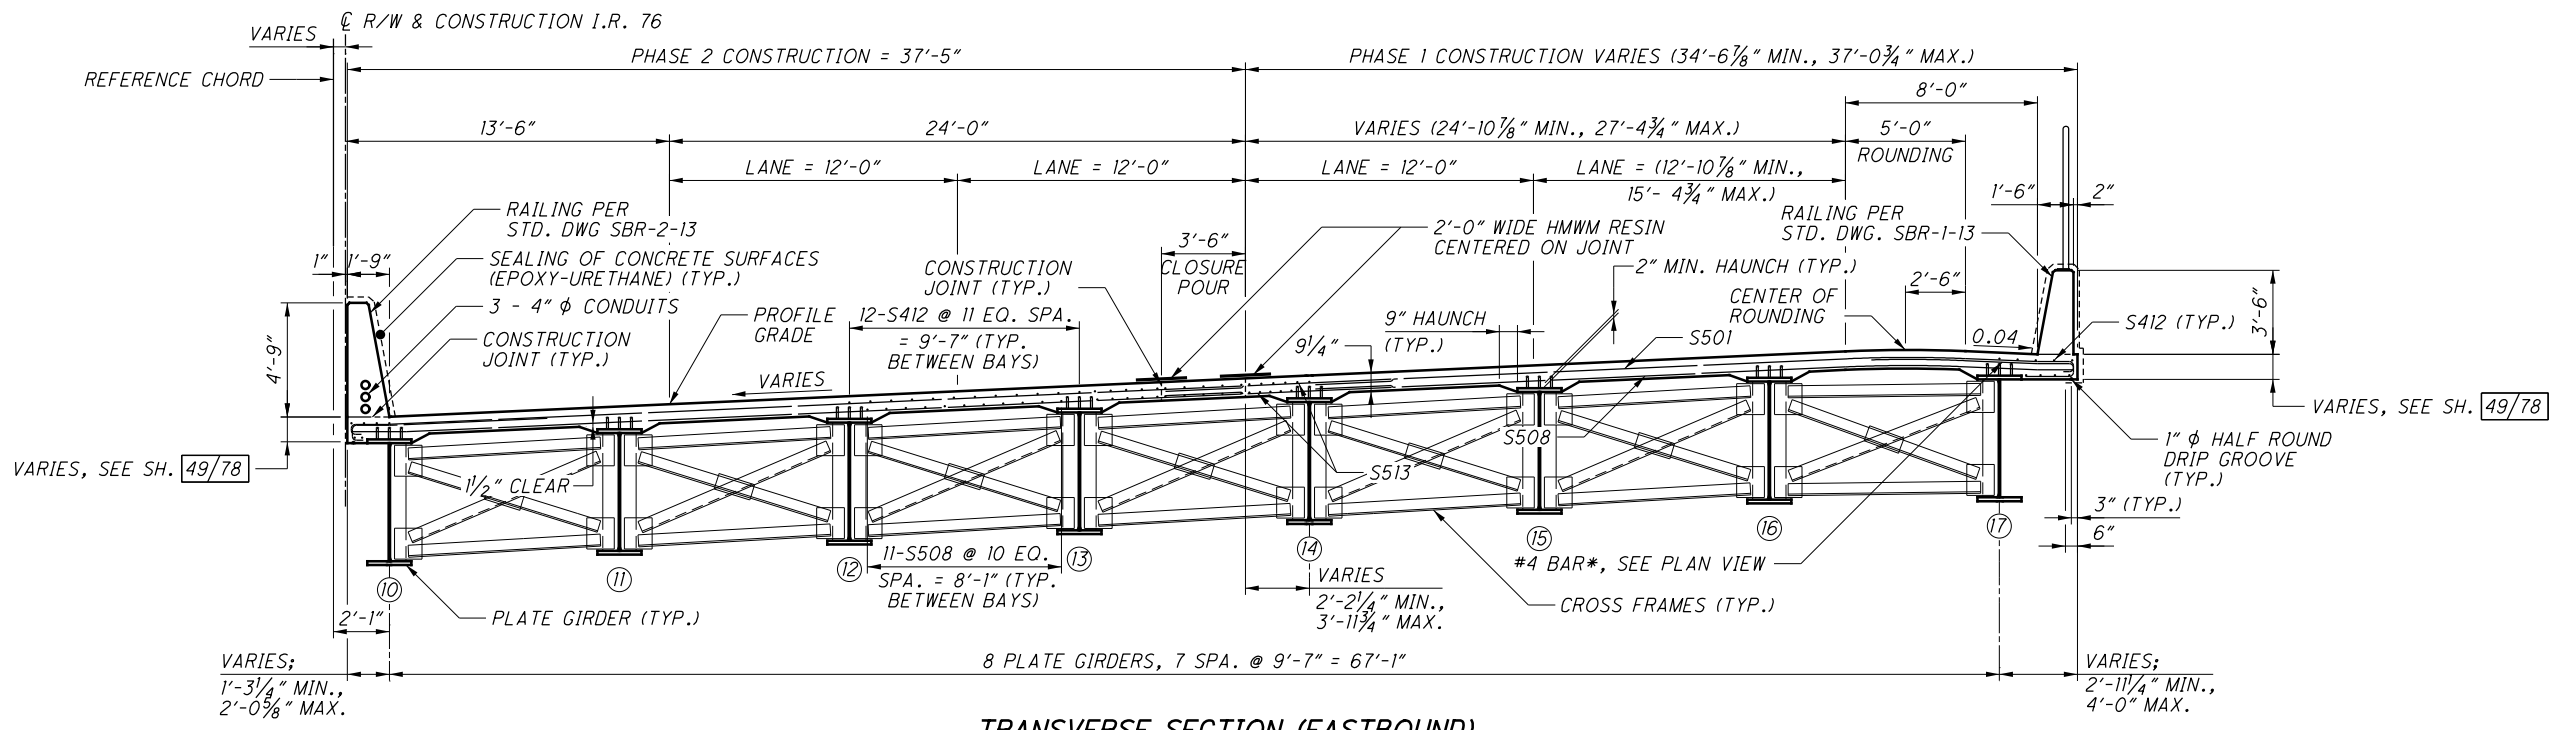 ℄ R/W & CONSTRUCTION I.R. 76
VARIES
REFERENCE CHORD
PHASE 2 CONSTRUCTION = 37'-5"
PHASE 1 CONSTRUCTION VARIES (34'-6⅞" MIN., 37'-0¾" MAX.)
8'-0"
13'-6"
24'-0"
VARIES (24'-10⅞" MIN., 27'-4¾" MAX.)
5'-0"
ROUNDING
LANE = 12'-0"
LANE = 12'-0"
LANE = 12'-0"
LANE = (12'-10⅞" MIN.,
15'- 4¾" MAX.)
1'-6"
2"
RAILING PER
STD. DWG SBR-2-13
SEALING OF CONCRETE SURFACES
(EPOXY-URETHANE) (TYP.)
3 - 4" ϕ CONDUITS
CONSTRUCTION
JOINT (TYP.)
1"
1'-9"
4'-9"
PROFILE
GRADE
VARIES
12-S412 @ 11 EQ. SPA.
= 9'-7" (TYP.
BETWEEN BAYS)
CONSTRUCTION
JOINT (TYP.)
3'-6"
CLOSURE
POUR
2'-0" WIDE HMWM RESIN
CENTERED ON JOINT
2" MIN. HAUNCH (TYP.)
9" HAUNCH
(TYP.)
9¼"
S501
RAILING PER
STD. DWG. SBR-1-13
2'-6"
CENTER OF
ROUNDING
0.04
S412 (TYP.)
3'-6"
VARIES, SEE SH. 49/78
VARIES, SEE SH. 49/78
1½" CLEAR
S508
S513
1" ϕ HALF ROUND
DRIP GROOVE
(TYP.)
3" (TYP.)
6"
#4 BAR*, SEE PLAN VIEW
CROSS FRAMES (TYP.)
10
11
12
13
14
15
16
17
11-S508 @ 10 EQ.
SPA. = 8'-1" (TYP.
BETWEEN BAYS)
VARIES
2'-2¼" MIN.,
3'-11¾" MAX.
PLATE GIRDER (TYP.)
2'-1"
VARIES;
1'-3¼" MIN.,
2'-0⅝" MAX.
8 PLATE GIRDERS, 7 SPA. @ 9'-7" = 67'-1"
VARIES;
2'-11¼" MIN.,
4'-0" MAX.
TRANSVERSE SECTION (EASTBOUND)